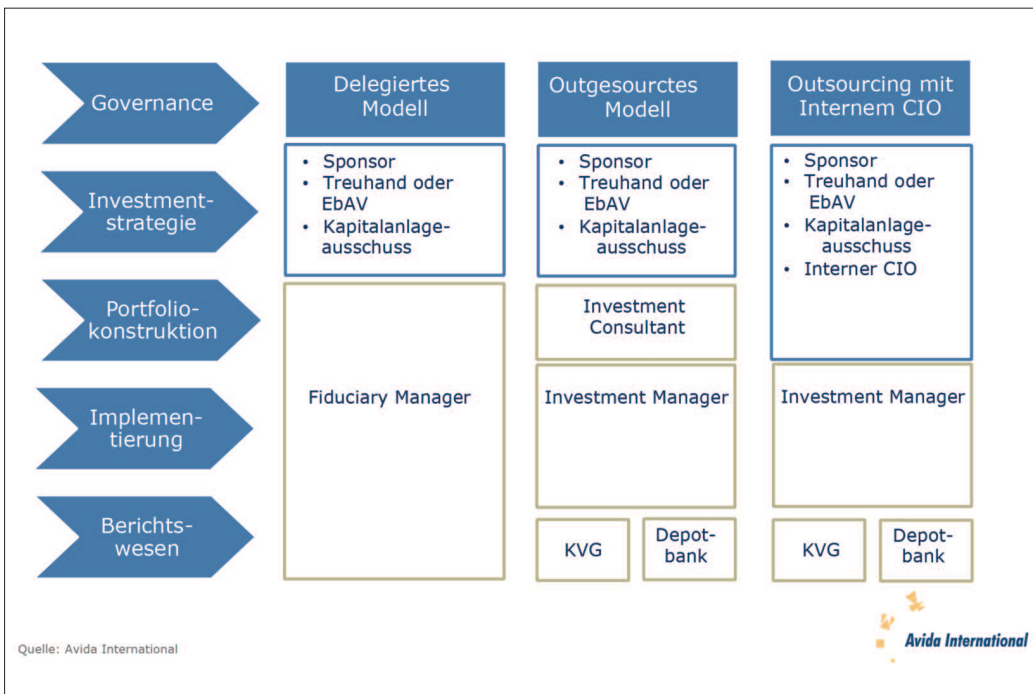 Governance
Investment-
strategie
Portfolio-
konstruktion
Implemen-
tierung
Berichts-
wesen
Delegiertes
Modell
• Sponsor
• Treuhand oder
EbAV
• Kapitalanlage-
ausschuss
Fiduciary Manager
Outgesourctes
Modell
• Sponsor
• Treuhand oder
EbAV
• Kapitalanlage-
ausschuss
Investment
Consultant
Investment Manager
KVG
Depot-
bank
Outsourcing mit
Internem CIO
• Sponsor
• Treuhand oder
EbAV
• Kapitalanlage-
ausschuss
• Interner CIO
Investment Manager
KVG
Depot-
bank
Quelle: Avida International
Avida International